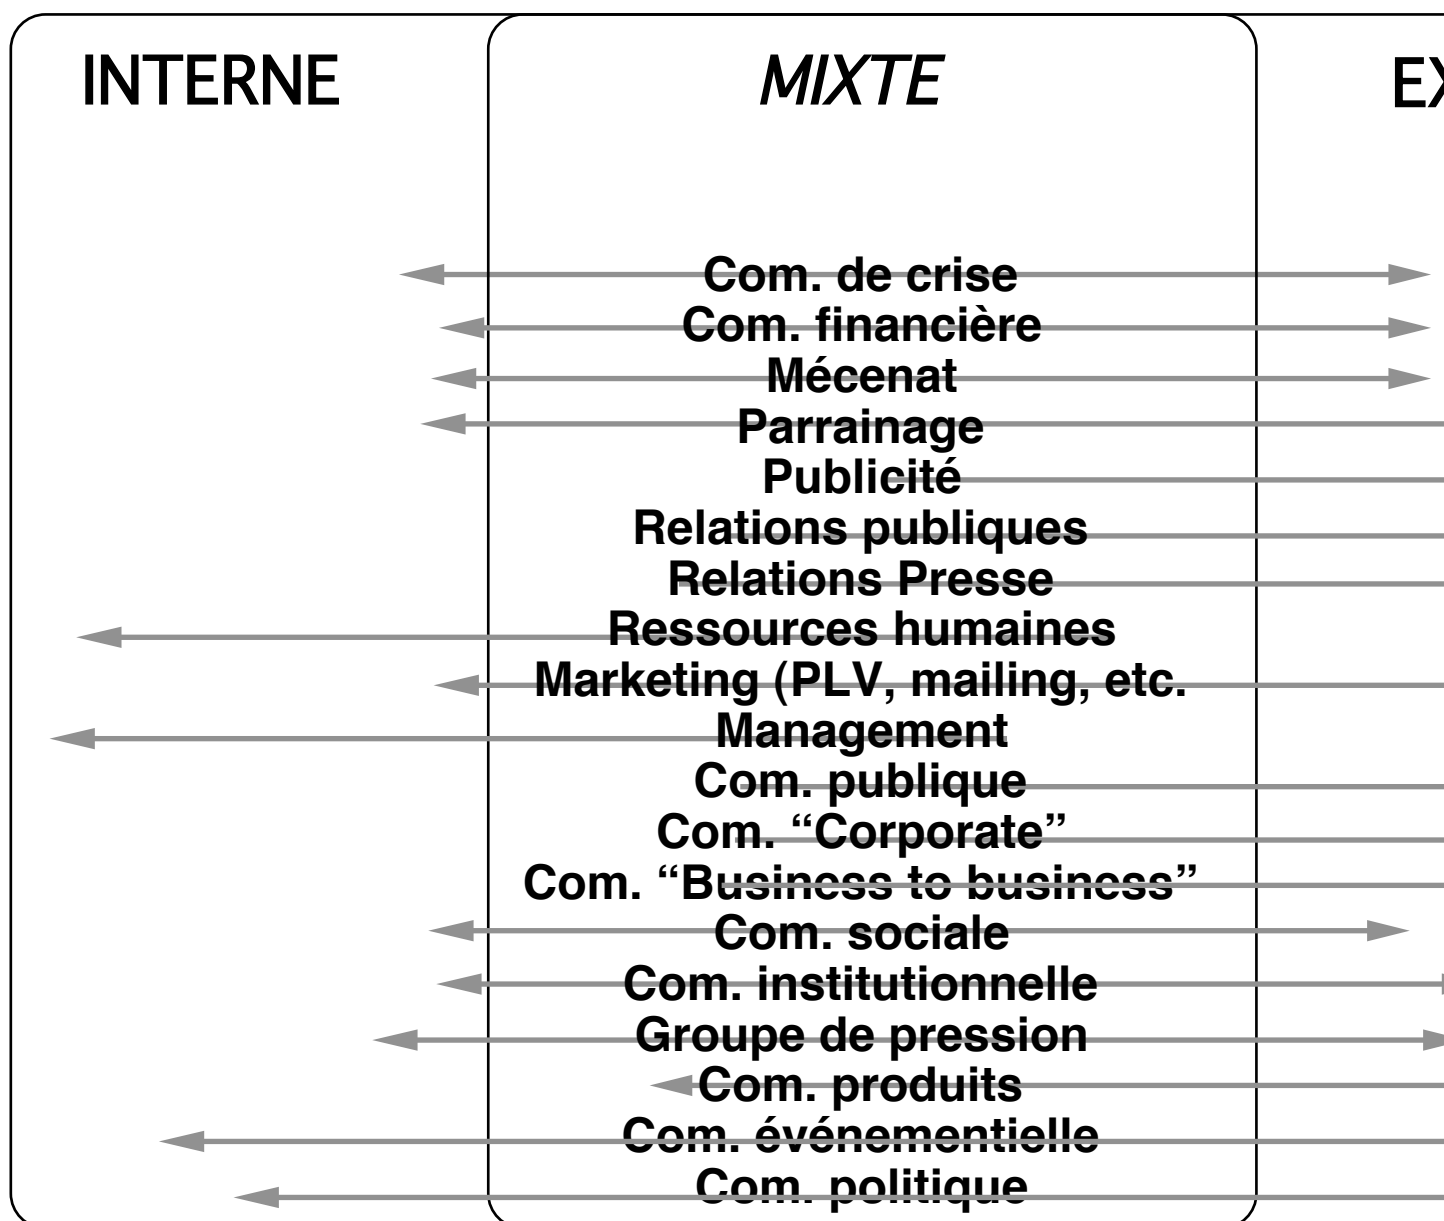 INTERNE MIXTE EX
Com. de crise
Com. financière
Mécenat
Parrainage
Publicité
Relations publiques
Relations Presse
Ressources humaines
Marketing (PLV, mailing, etc.
Management
Com. publique
Com. “Corporate”
Com. “Business to business”
Com. sociale
Com. institutionnelle
Groupe de pression
Com. produits
Com. événementielle
Com. politique